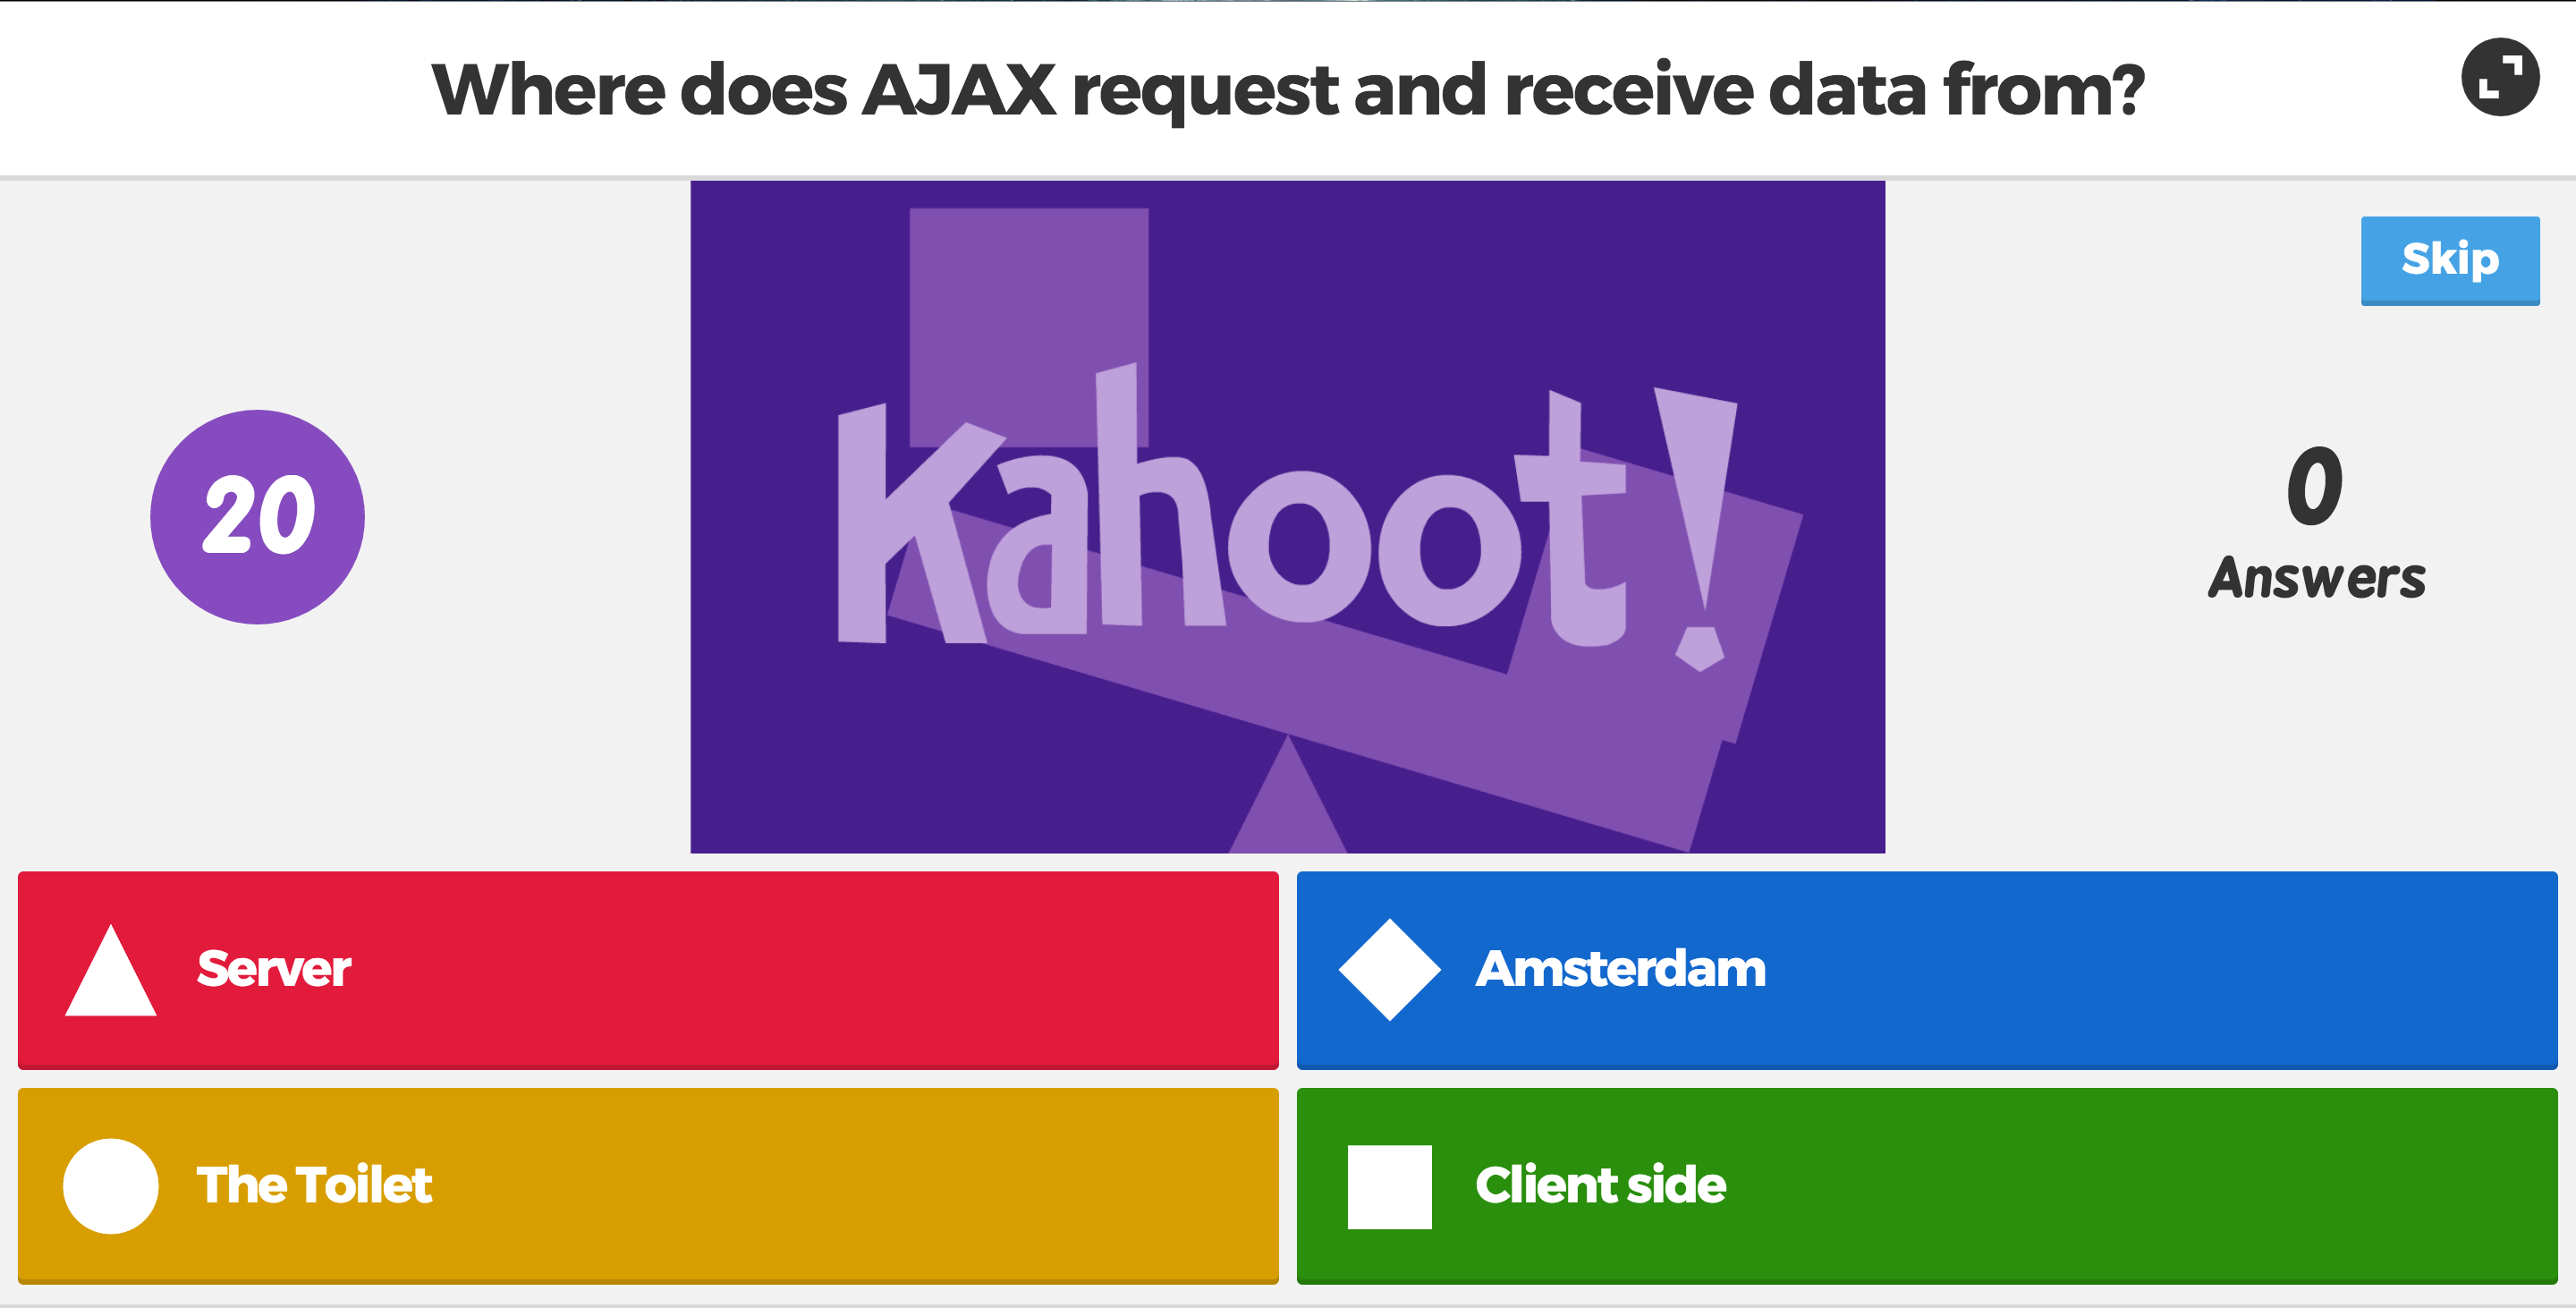 Where does AJAX request and receive data from?
Skip
20
Kahoot!
0
Answers
Server
Amsterdam
The Toilet
Client side